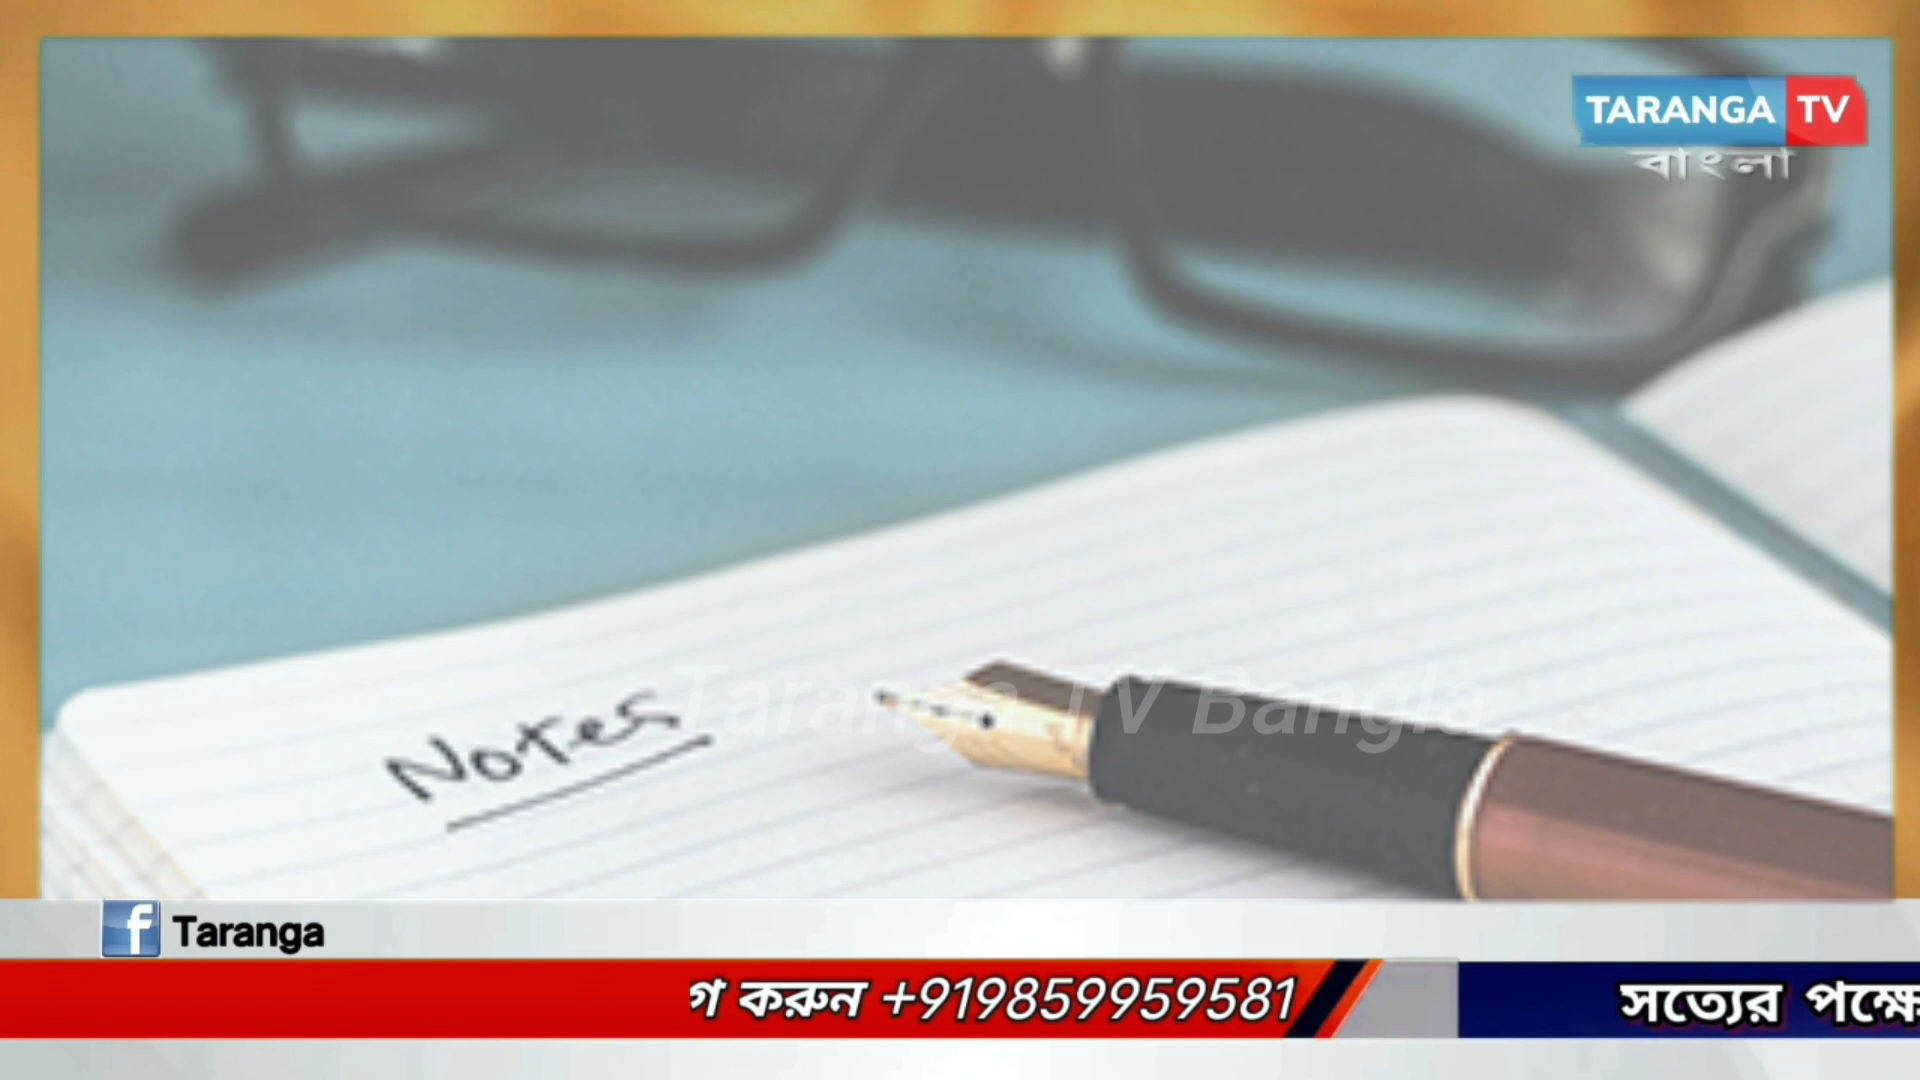 TARANGA TV
বাংলা
Notes
Taranga TV Bangla
Taranga
গ করুন +919859959581
সত্যের পক্ষে